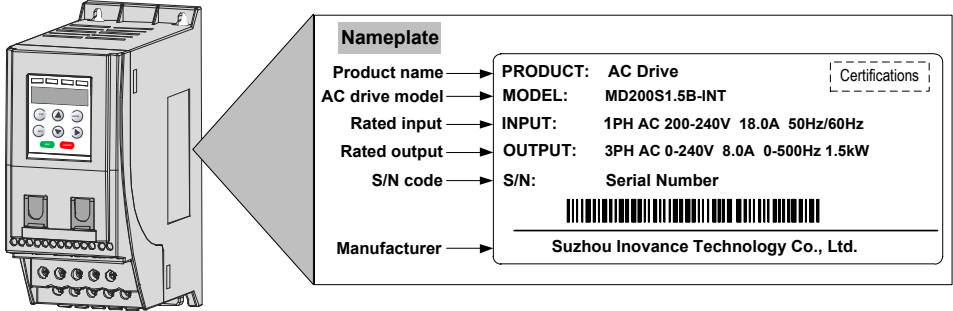 Nameplate
Product name PRODUCT: AC Drive Certifications
AC drive model MODEL: MD200S1.5B-INT
Rated input INPUT: 1PH AC 200-240V 18.0A 50Hz/60Hz
Rated output OUTPUT: 3PH AC 0-240V 8.0A 0-500Hz 1.5kW
S/N code S/N: Serial Number
Manufacturer Suzhou Inovance Technology Co., Ltd.